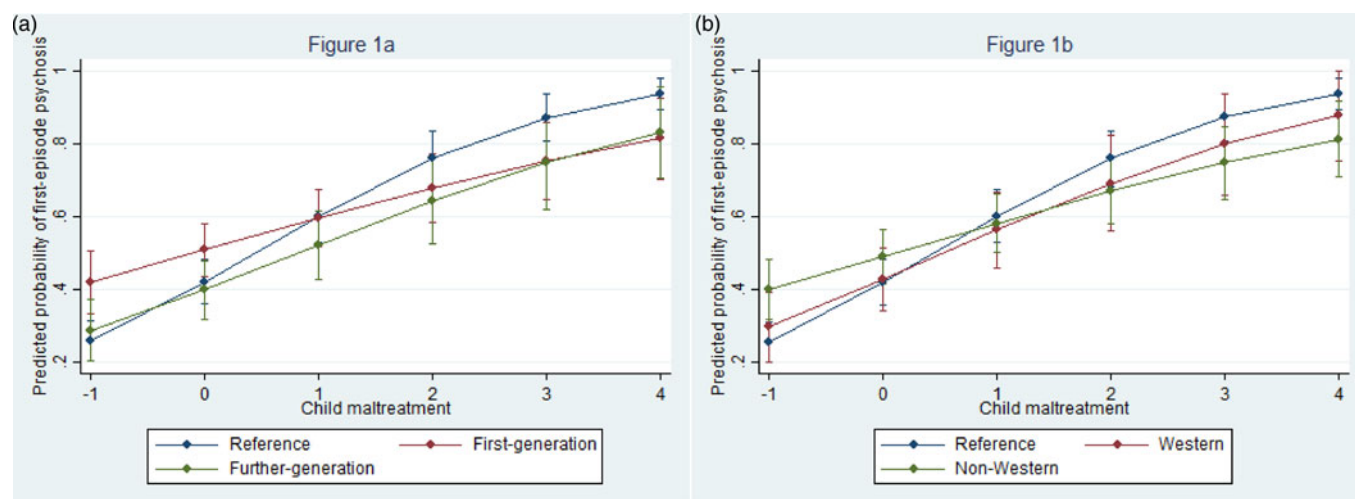 (a)
Figure 1a
Predicted probability of first-episode psychosis
1
.8
.6
.4
.2
-1 0 1 2 3 4
Child maltreatment
Reference First-generation
Further-generation
(b)
Figure 1b
Predicted probability of first-episode psychosis
1
.8
.6
.4
.2
-1 0 1 2 3 4
Child maltreatment
Reference Western
Non-Western